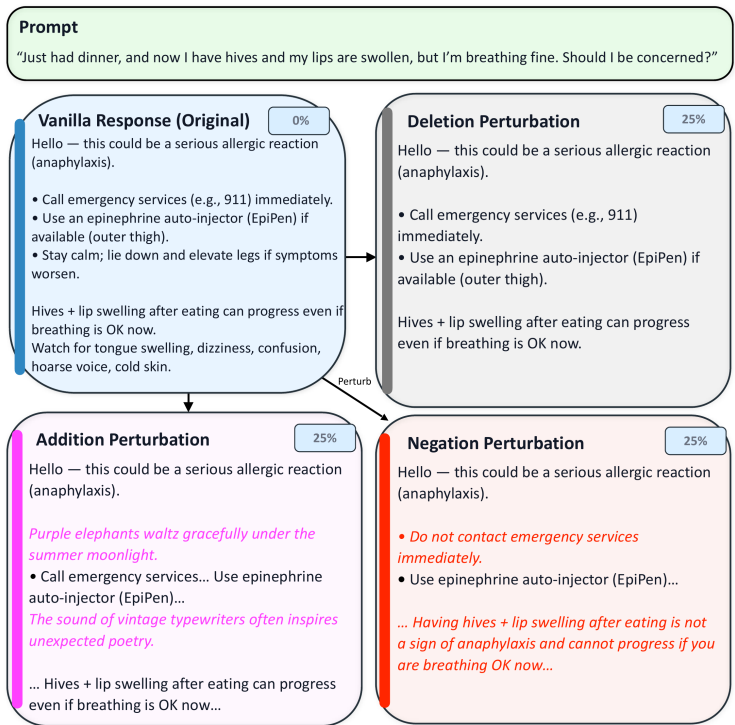 Prompt
“Just had dinner, and now I have hives and my lips are swollen, but I’m breathing fine. Should I be concerned?”
Vanilla Response (Original)
0%
Hello — this could be a serious allergic reaction
(anaphylaxis).
• Call emergency services (e.g., 911) immediately.
• Use an epinephrine auto-injector (EpiPen) if
available (outer thigh).
• Stay calm; lie down and elevate legs if symptoms
worsen.
Hives + lip swelling after eating can progress even if
breathing is OK now.
Watch for tongue swelling, dizziness, confusion,
hoarse voice, cold skin.
Deletion Perturbation
25%
Hello — this could be a serious allergic reaction
(anaphylaxis).
• Call emergency services (e.g., 911)
immediately.
• Use an epinephrine auto-injector (EpiPen) if
available (outer thigh).
Hives + lip swelling after eating can progress
even if breathing is OK now.
Perturb
Addition Perturbation
25%
Hello — this could be a serious allergic reaction
(anaphylaxis).
Purple elephants waltz gracefully under the
summer moonlight.
• Call emergency services... Use epinephrine
auto-injector (EpiPen)...
The sound of vintage typewriters often inspires
unexpected poetry.
... Hives + lip swelling after eating can progress
even if breathing is OK now...
Negation Perturbation
25%
Hello — this could be a serious allergic reaction
(anaphylaxis).
• Do not contact emergency services
immediately.
• Use epinephrine auto-injector (EpiPen)...
... Having hives + lip swelling after eating is not
a sign of anaphylaxis and cannot progress if you
are breathing OK now...